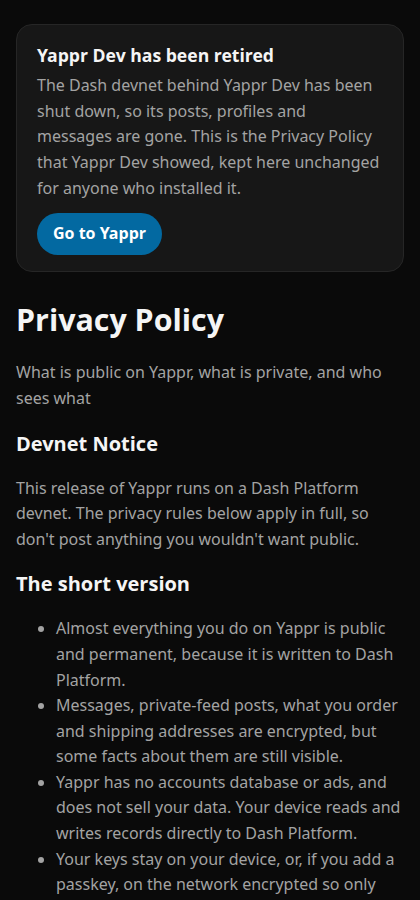 Yappr Dev has been retired
The Dash devnet behind Yappr Dev has been
shut down, so its posts, profiles and
messages are gone. This is the Privacy Policy
that Yappr Dev showed, kept here unchanged
for anyone who installed it.
Go to Yappr
Privacy Policy
What is public on Yappr, what is private, and who
sees what
Devnet Notice
This release of Yappr runs on a Dash Platform
devnet. The privacy rules below apply in full, so
don't post anything you wouldn't want public.
The short version
• Almost everything you do on Yappr is public
and permanent, because it is written to Dash
Platform.
• Messages, private-feed posts, what you order
and shipping addresses are encrypted, but
some facts about them are still visible.
• Yappr has no accounts database or ads, and
does not sell your data. Your device reads and
writes records directly to Dash Platform.
• Your keys stay on your device, or, if you add a
passkey, on the network encrypted so only